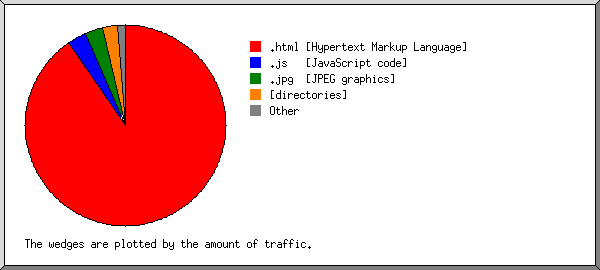 .html [Hypertext Markup Language]
.js [JavaScript code]
.jpg [JPEG graphics]
[directories]
Other
The wedges are plotted by the amount of traffic.